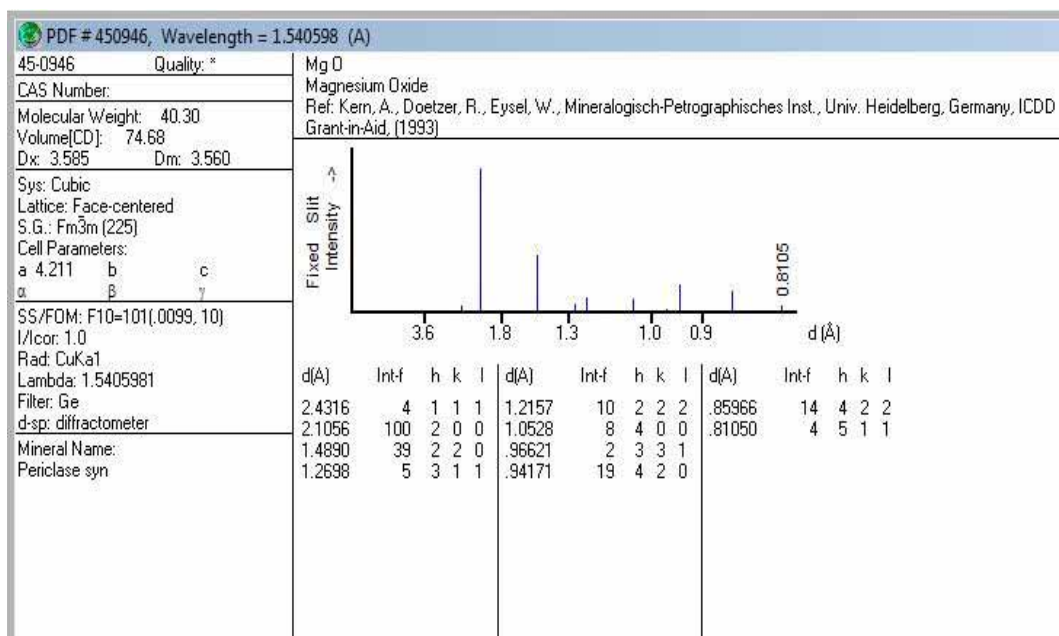 PDF # 450946, Wavelength = 1.540598 (A)
45-0946 Quality: *
CAS Number:
Molecular Weight: 40.30
Volume[CD]: 74.68
Dx: 3.585 Dm: 3.560
Sys: Cubic
Lattice: Face-centered
S.G.: Fm3̄m (225)
Cell Parameters:
a 4.211 b c
α β γ
SS/FOM: F10=101(.0099, 10)
I/Icor: 1.0
Rad: CuKa1
Lambda: 1.5405981
Filter: Ge
d-sp: diffractometer
Mineral Name:
Periclase syn
Mg O
Magnesium Oxide
Ref: Kern, A., Doetzer, R., Eysel, W., Mineralogisch-Petrographisches Inst., Univ. Heidelberg, Germany, ICDD
Grant-in-Aid, (1993)
Fixed Slit
Intensity ->
0.8105
3.6 1.8 1.3 1.0 0.9 d (Å)
d(A) Int-f h k l d(A) Int-f h k l d(A) Int-f h k l
2.4316 4 1 1 1 1.2157 10 2 2 2 .85966 14 4 2 2
2.1056 100 2 0 0 1.0528 8 4 0 0 .81050 4 5 1 1
1.4890 39 2 2 0 .96621 2 3 3 1
1.2698 5 3 1 1 .94171 19 4 2 0